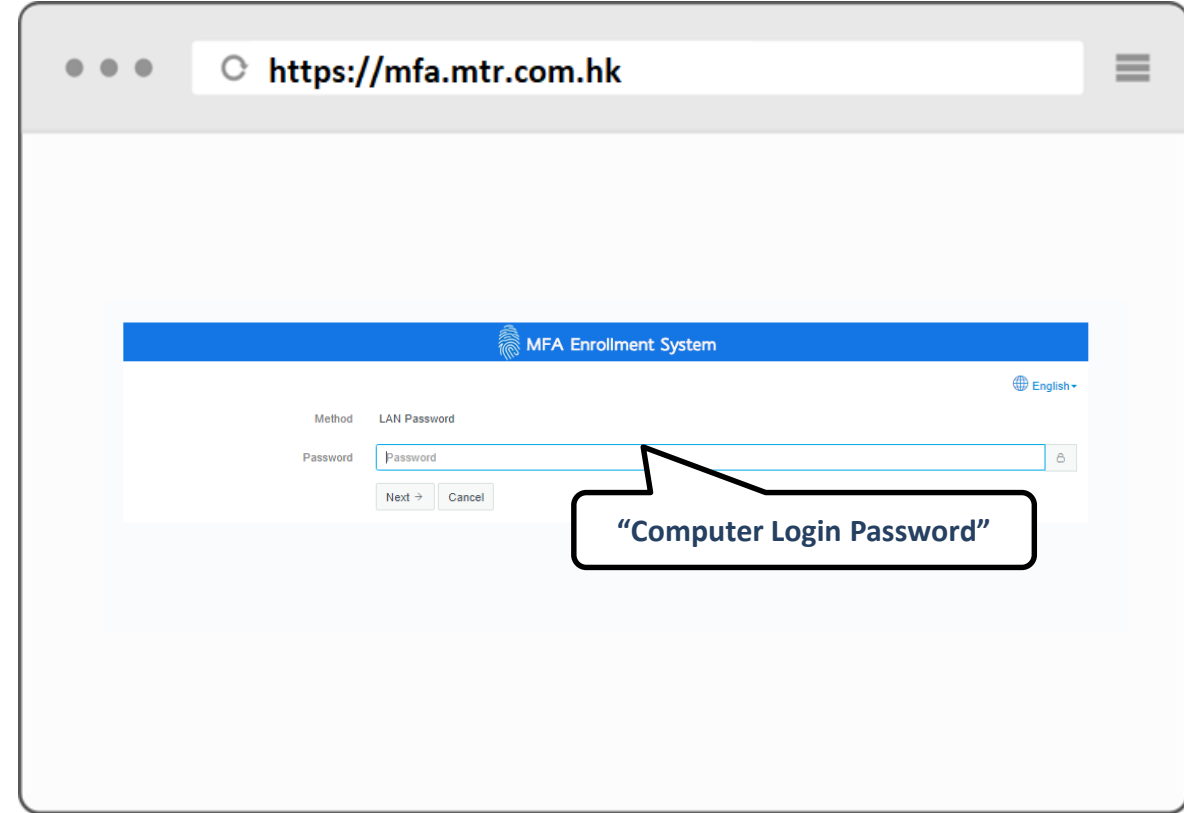 https://mfa.mtr.com.hk
MFA Enrollment System
English
Method LAN Password
Password Password
Next → Cancel
“Computer Login Password”